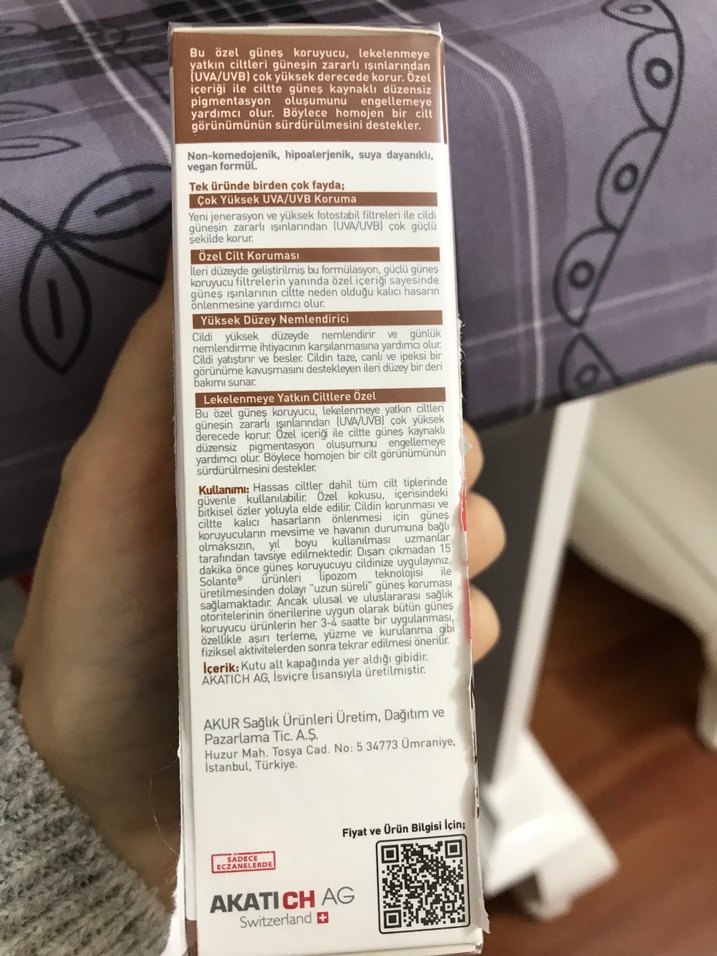 Bu özel güneş koruyucu, lekelenmeye
yatkın ciltleri güneşin zararlı ışınlarından
(UVA/UVB) çok yüksek derecede korur. Özel
içeriği ile ciltte güneş kaynaklı düzensiz
pigmentasyon oluşumunu engellemeye
yardımcı olur. Böylece homojen bir cilt
görünümünün sürdürülmesini destekler.
Non-komedojenik, hipoalerjenik, suya dayanıklı,
vegan formül.
Tek üründe birden çok fayda;
Çok Yüksek UVA/UVB Koruma
Yeni jenerasyon ve yüksek fotostabil filtreleri ile cildi
güneşin zararlı ışınlarından (UVA/UVB) çok güçlü
şekilde korur.
Özel Cilt Koruması
İleri düzeyde geliştirilmiş bu formülasyon, güçlü güneş
koruyucu filtrelerin yanında özel içeriği sayesinde
güneş ışınlarının ciltte neden olduğu kalıcı hasarın
önlenmesine yardımcı olur.
Yüksek Düzey Nemlendirici
Cildi yüksek düzeyde nemlendirir ve günlük
nemlendirme ihtiyacının karşılanmasına yardımcı olur.
Cildi yatıştırır ve besler. Cildin taze, canlı ve ipeksi bir
görünüme kavuşmasını destekleyen ileri düzey bir deri
bakımı sunar.
Lekelenmeye Yatkın Ciltlere Özel
Bu özel güneş koruyucu, lekelenmeye yatkın ciltleri
güneşin zararlı ışınlarından (UVA/UVB) çok yüksek
derecede korur. Özel içeriği ile ciltte güneş kaynaklı
düzensiz pigmentasyon oluşumunu engellemeye
yardımcı olur. Böylece homojen bir cilt görünümünün
sürdürülmesini destekler.
Kullanımı: Hassas ciltler dahil tüm cilt tiplerinde
güvenle kullanılabilir. Özel kokusu, içerisindeki
bitkisel özler yoluyla elde edilir. Cildin korunması ve
ciltte kalıcı hasarların önlenmesi için güneş
koruyucuların mevsime ve havanın durumuna bağlı
olmaksızın, yıl boyu kullanılması uzmanlar
tarafından tavsiye edilmektedir. Dışarı çıkmadan 15
dakika önce güneş koruyucuyu cildinize uygulayınız.
Solante® ürünleri lipozom teknolojisi ile
üretilmesinden dolayı "uzun süreli" güneş koruması
sağlamaktadır. Ancak ulusal ve uluslararası sağlık
otoritelerinin önerilerine uygun olarak bütün güneş
koruyucu ürünlerin her 3-4 saatte bir uygulanması,
özellikle aşırı terleme, yüzme ve kurulanma gibi
fiziksel aktivitelerden sonra tekrar edilmesi önerilir.
İçerik: Kutu alt kapağında yer aldığı gibidir.
AKATICH AG, İsviçre lisansıyla üretilmiştir.
AKUR Sağlık Ürünleri Üretim, Dağıtım ve
Pazarlama Tic. A.Ş.
Huzur Mah. Tosya Cad. No: 5 34773 Ümraniye,
İstanbul, Türkiye.
Fiyat ve Ürün Bilgisi İçin;
SADECE
ECZANELERDE
AKATICH AG
Switzerland